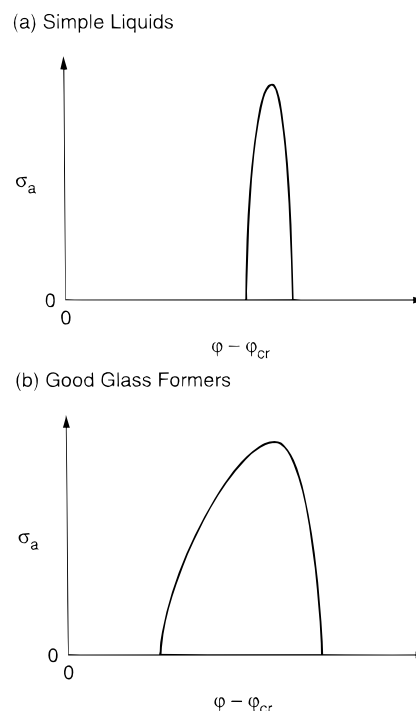 (a) Simple Liquids
σa
0
0
φ – φcr
(b) Good Glass Formers
σa
0
0
φ – φcr